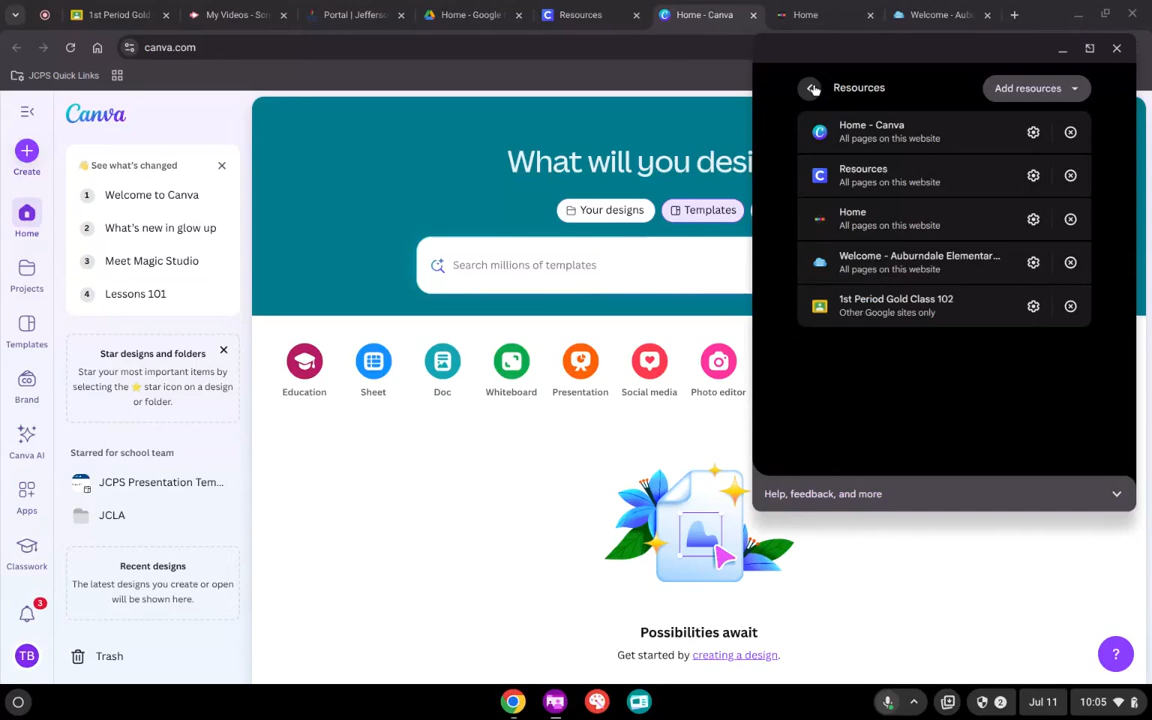 1st Period Gold
My Videos - Son
Portal | Jefferso
Home - Google
Resources
Home - Canva
Home
Welcome - Aub
canva.com
JCPS Quick Links
Canva
👋 See what's changed
1 Welcome to Canva
2 What's new in glow up
3 Meet Magic Studio
4 Lessons 101
Create
Home
Projects
Templates
Brand
Canva AI
Apps
Classwork
3
TB
Star designs and folders
Star your most important items by
selecting the ⭐ star icon on a design
or folder.
Starred for school team
JCPS Presentation Tem...
JCLA
Recent designs
The latest designs you create or open
will be shown here.
Trash
What will you desi
Your designs
Templates
Search millions of templates
Education
Sheet
Doc
Whiteboard
Presentation
Social media
Photo editor
Possibilities await
Get started by creating a design.
Resources
Add resources
Home - Canva
All pages on this website
Resources
All pages on this website
Home
All pages on this website
Welcome - Auburndale Elementar...
All pages on this website
1st Period Gold Class 102
Other Google sites only
Help, feedback, and more
?
2
Jul 11
10:05